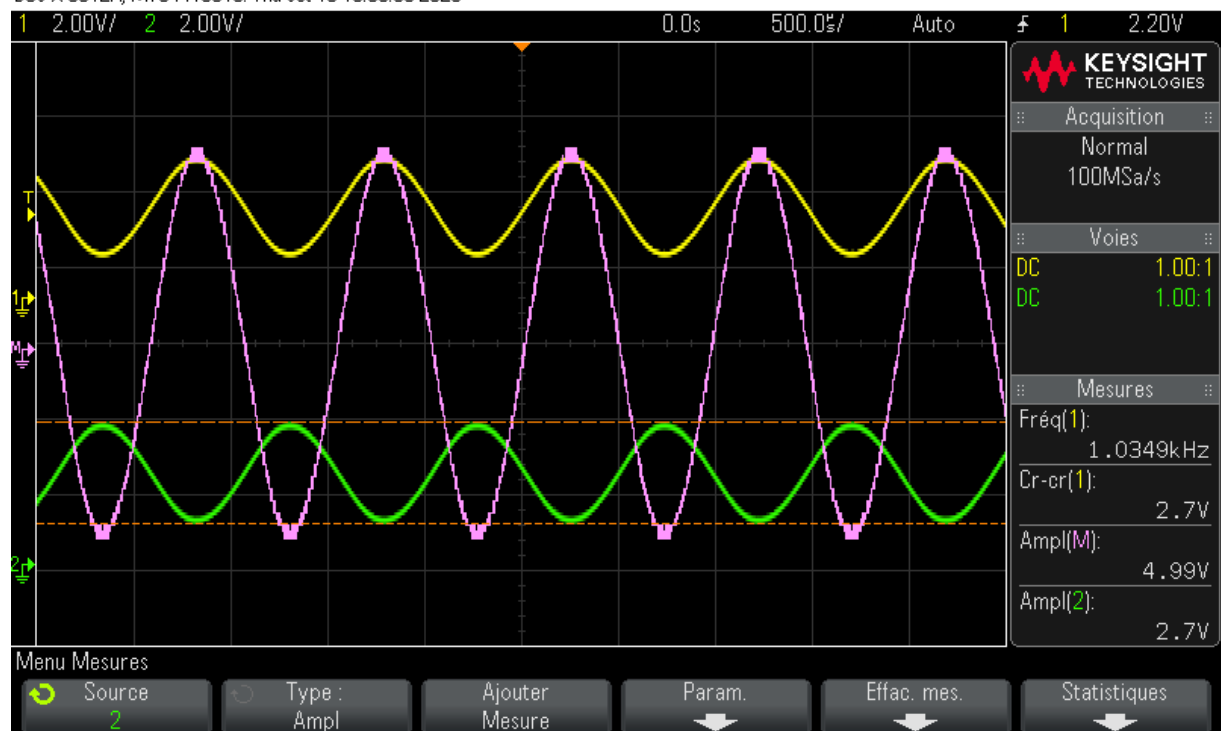 1 2.00V/ 2 2.00V/ 0.0s 500.0㎲/ Auto 1 2.20V
KEYSIGHT
TECHNOLOGIES
Acquisition
Normal
100MSa/s
Voies
DC 1.00:1
DC 1.00:1
Mesures
Fréq(1):
1.0349kHz
Cr-cr(1):
2.7V
Ampl(M):
4.99V
Ampl(2):
2.7V
T
1
M
2
Menu Mesures
Source
2
Type :
Ampl
Ajouter
Mesure
Param.
Effac. mes.
Statistiques